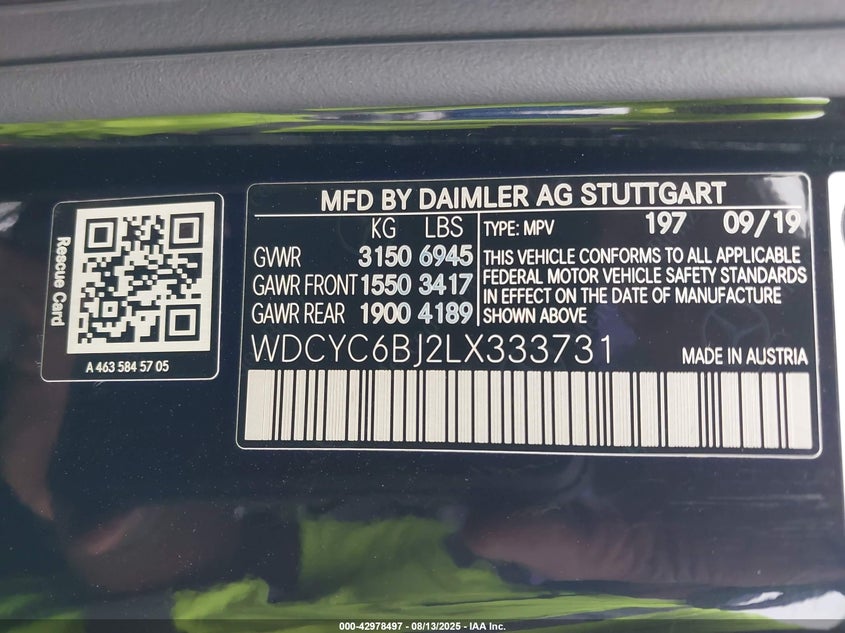 MFD BY DAIMLER AG STUTTGART
KG LBS
GVWR 3150 6945
GAWR FRONT 1550 3417
GAWR REAR 1900 4189
TYPE: MPV 197 09/19
THIS VEHICLE CONFORMS TO ALL APPLICABLE
FEDERAL MOTOR VEHICLE SAFETY STANDARDS
IN EFFECT ON THE DATE OF MANUFACTURE
SHOWN ABOVE
WDCYC6BJ2LX333731 MADE IN AUSTRIA
Rescue Card
A 463 584 57 05
000-42978497 - 08/13/2025 - IAA Inc.